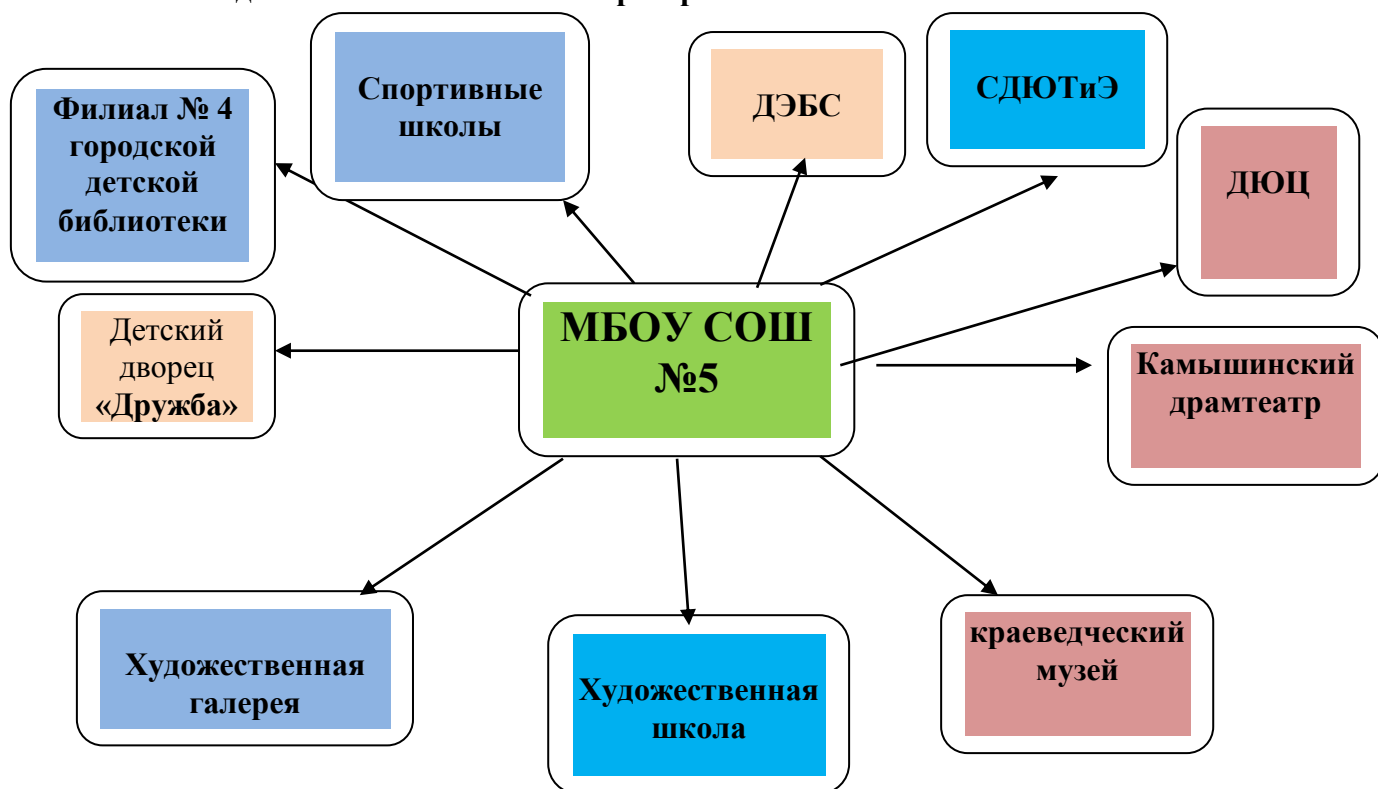 Спортивные
школы
ДЭБС
СДЮТиЭ
Филиал № 4
городской
детской
библиотеки
ДЮЦ
МБОУ СОШ
№5
Детский
дворец
«Дружба»
Камышинский
драмтеатр
Художественная
галерея
Художественная
школа
краеведческий
музей